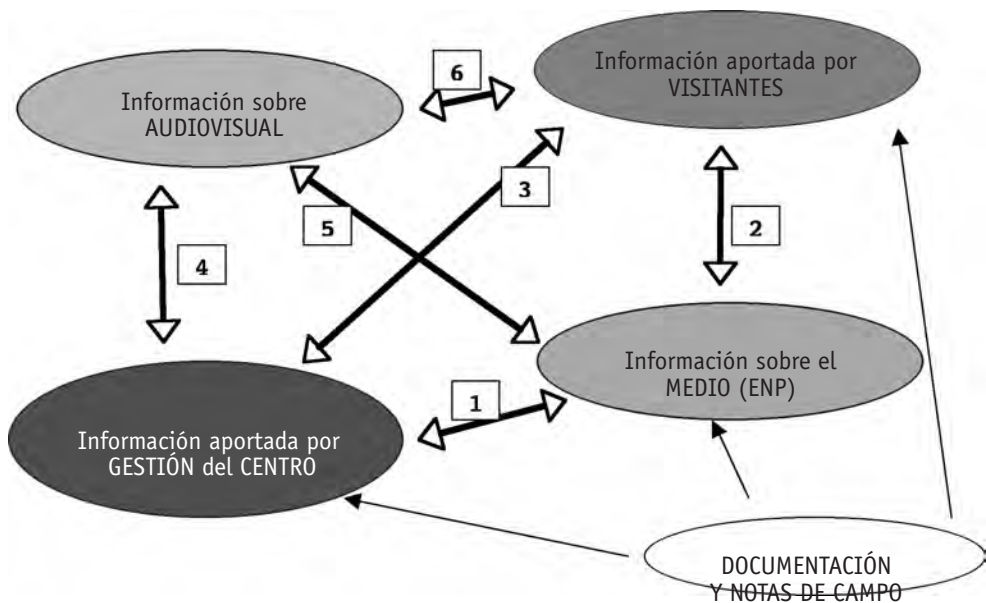 Información sobre
AUDIOVISUAL
6
Información aportada por
VISITANTES
3
5
2
4
Información sobre el
MEDIO (ENP)
1
Información aportada por
GESTIÓN del CENTRO
DOCUMENTACIÓN
Y NOTAS DE CAMPO